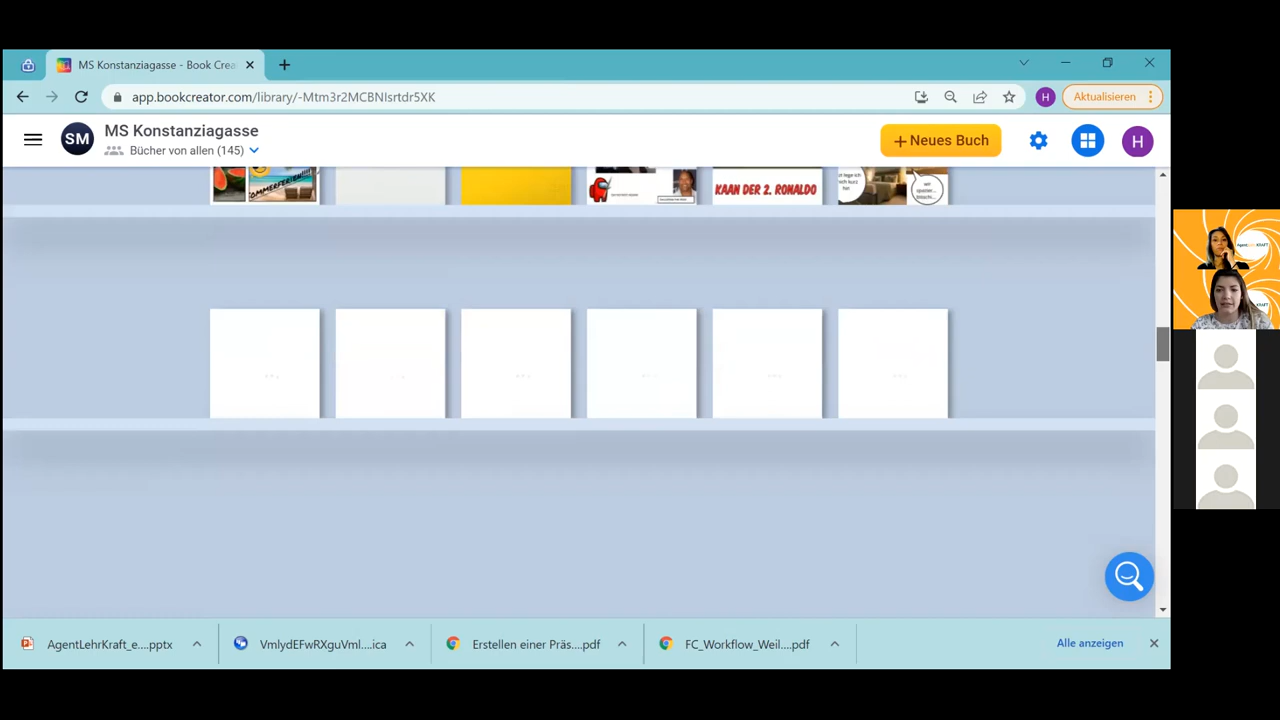 MS Konstanziagasse - Book Crea
app.bookcreator.com/library/-Mtm3r2MCBNIsrtdr5XK
H
Aktualisieren
SM
MS Konstanziagasse
Bücher von allen (145)
+ Neues Buch
H
SOMMERFERIEN!!!!
KAAN DER 2. RONALDO
AgentLehrKraft_e....pptx
VmlydEFwRXguVml....ica
Erstellen einer Präs....pdf
FC_Workflow_Weil....pdf
Alle anzeigen